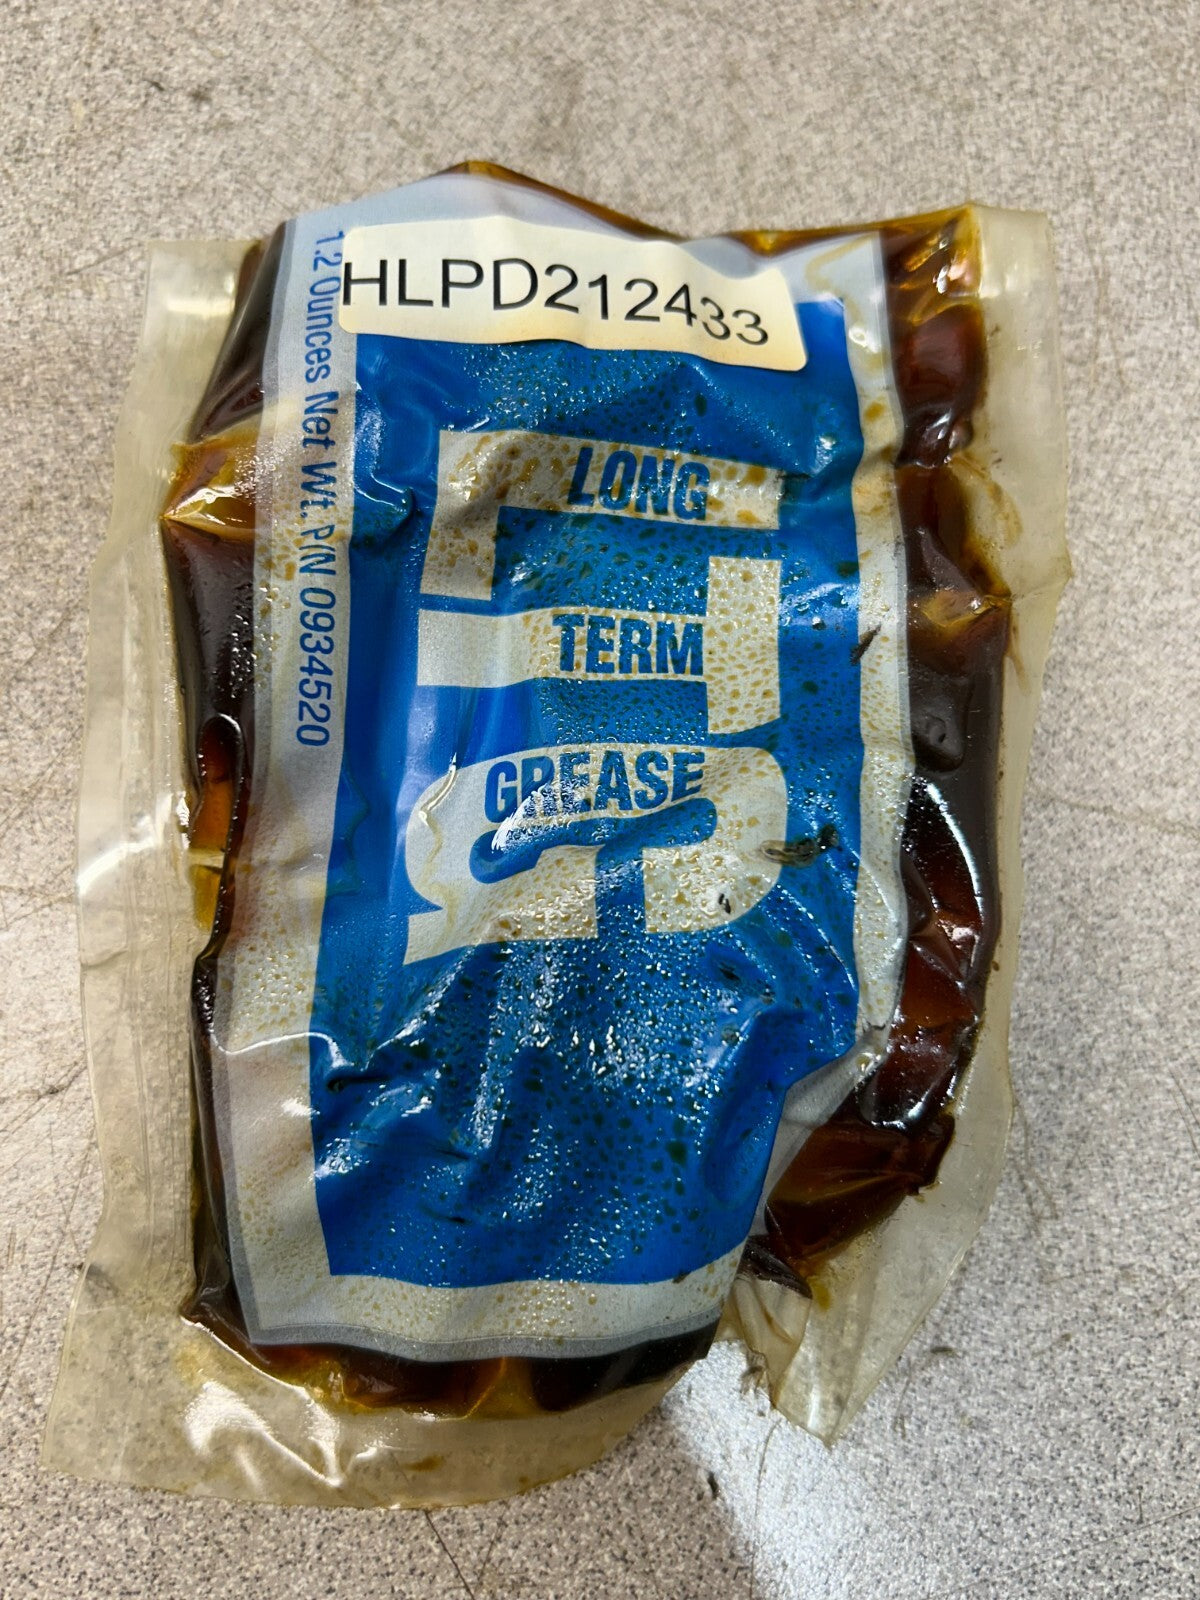 HLPD212433
1.2 Ounces Net Wt. P/N 0934520
LONG
TERM
GREASE